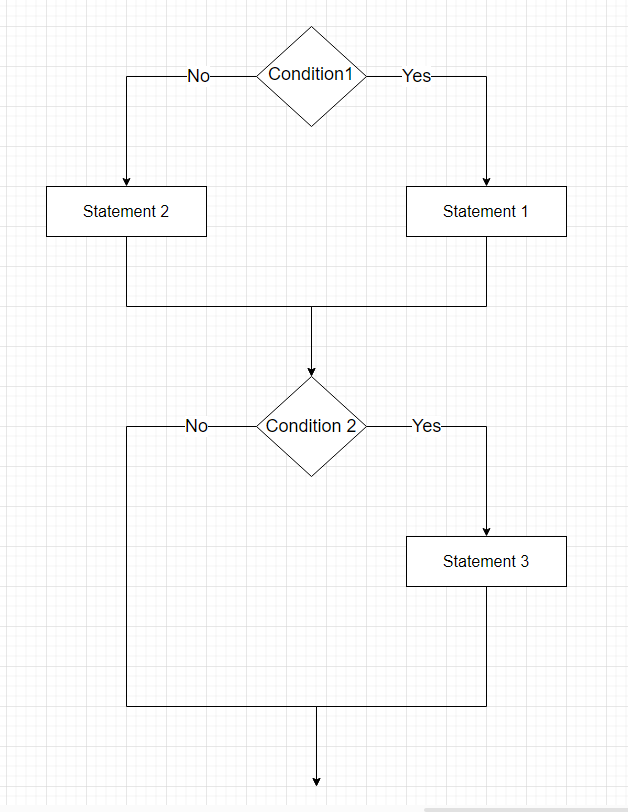 No
Condition1
Yes
Statement 2
Statement 1
No
Condition 2
Yes
Statement 3